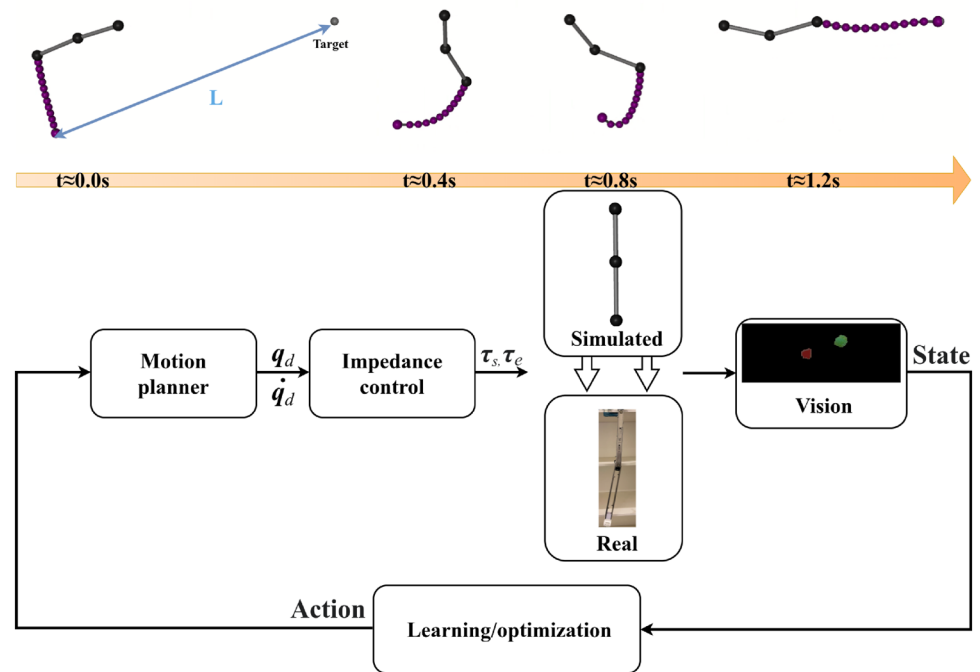 Target
L
t≈0.0s
t≈0.4s
t≈0.8s
t≈1.2s
Simulated
Motion
planner
q_d
q̇_d
Impedance
control
τ_s, τ_e
Real
Vision
State
Action
Learning/optimization